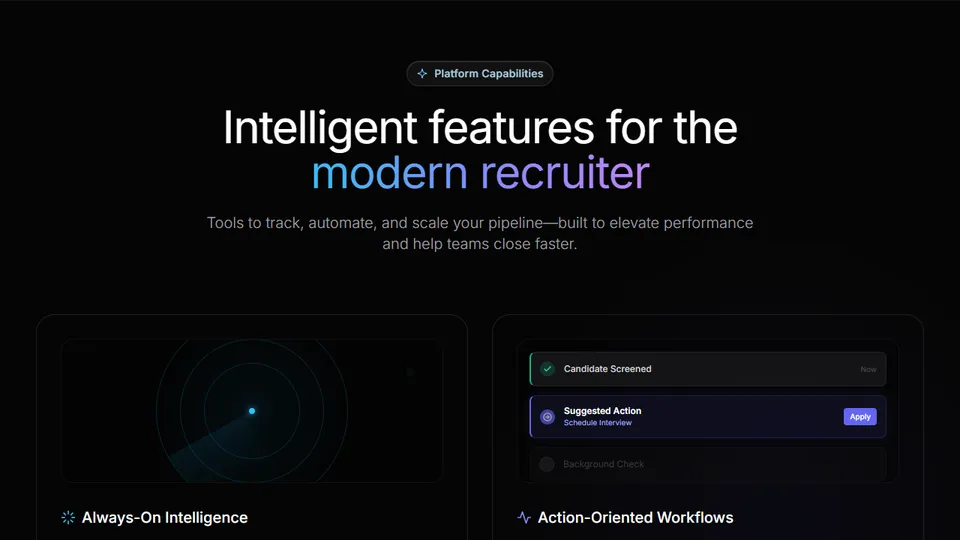 Platform Capabilities
Intelligent features for the
modern recruiter
Tools to track, automate, and scale your pipeline—built to elevate performance
and help teams close faster.
Candidate Screened
Now
Suggested Action
Schedule Interview
Apply
Background Check
Always-On Intelligence
Action-Oriented Workflows